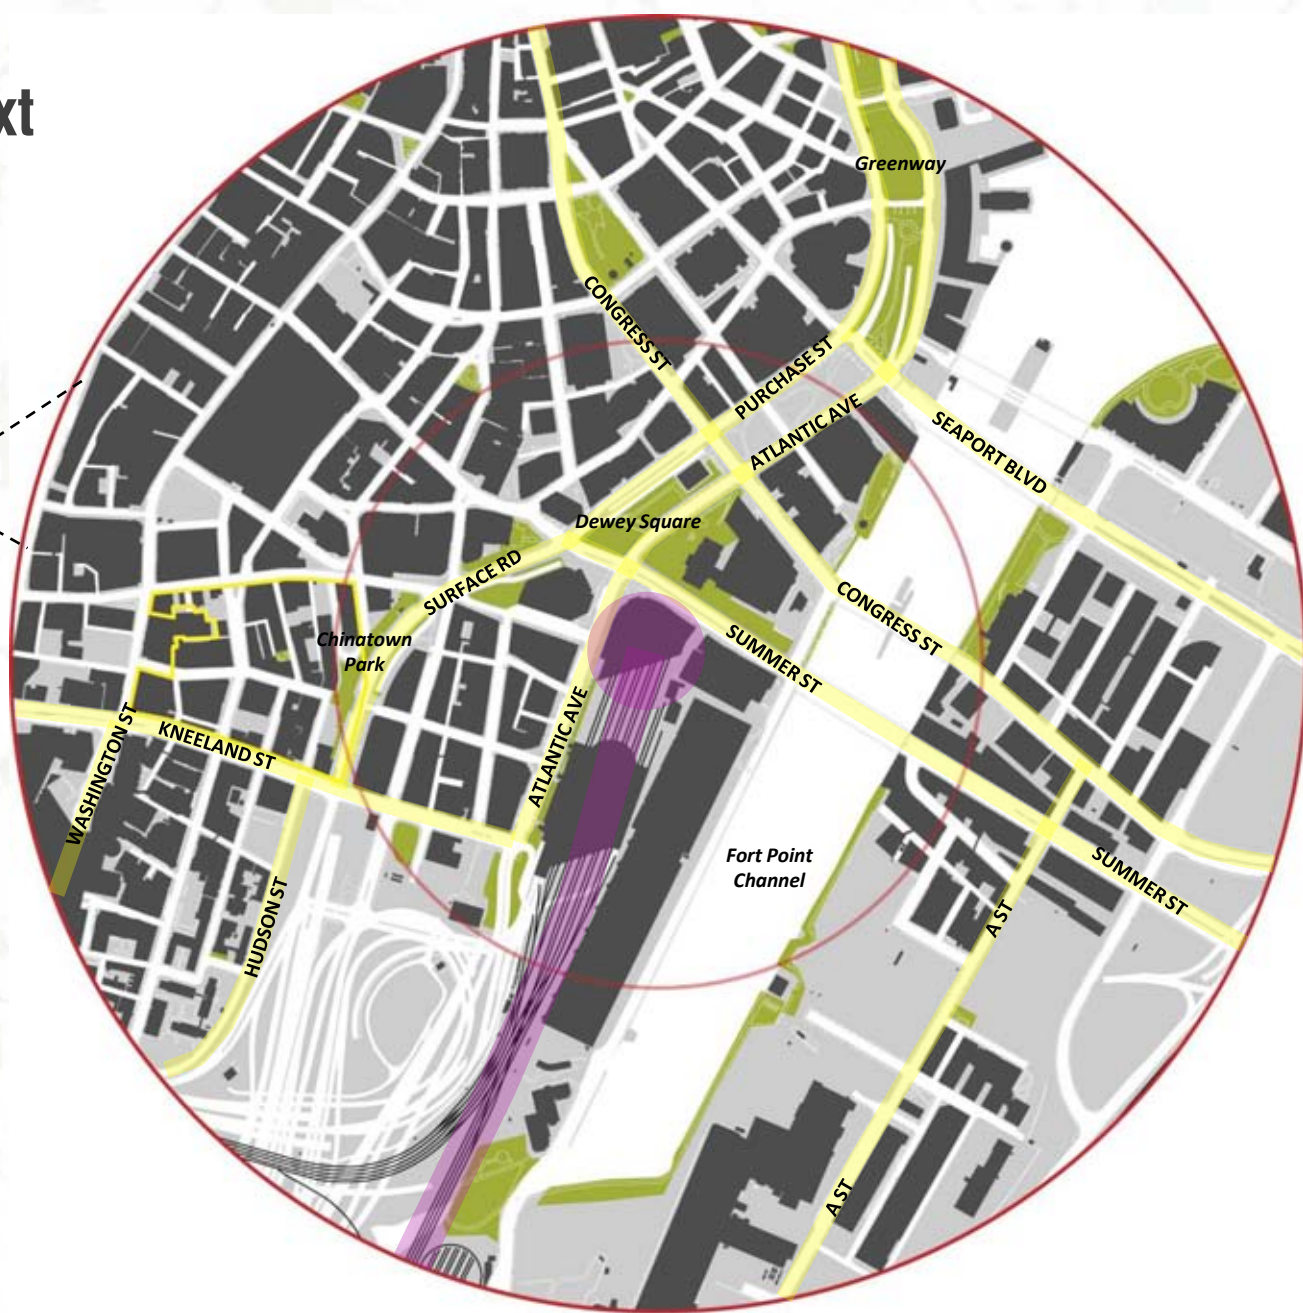 xt
Greenway
CONGRESS ST
PURCHASE ST
ATLANTIC AVE
SEAPORT BLVD
Dewey Square
SURFACE RD
CONGRESS ST
Chinatown
Park
SUMMER ST
WASHINGTON ST
KNEELAND ST
ATLANTIC AVE
Fort Point
Channel
SUMMER ST
HUDSON ST
A ST
A ST